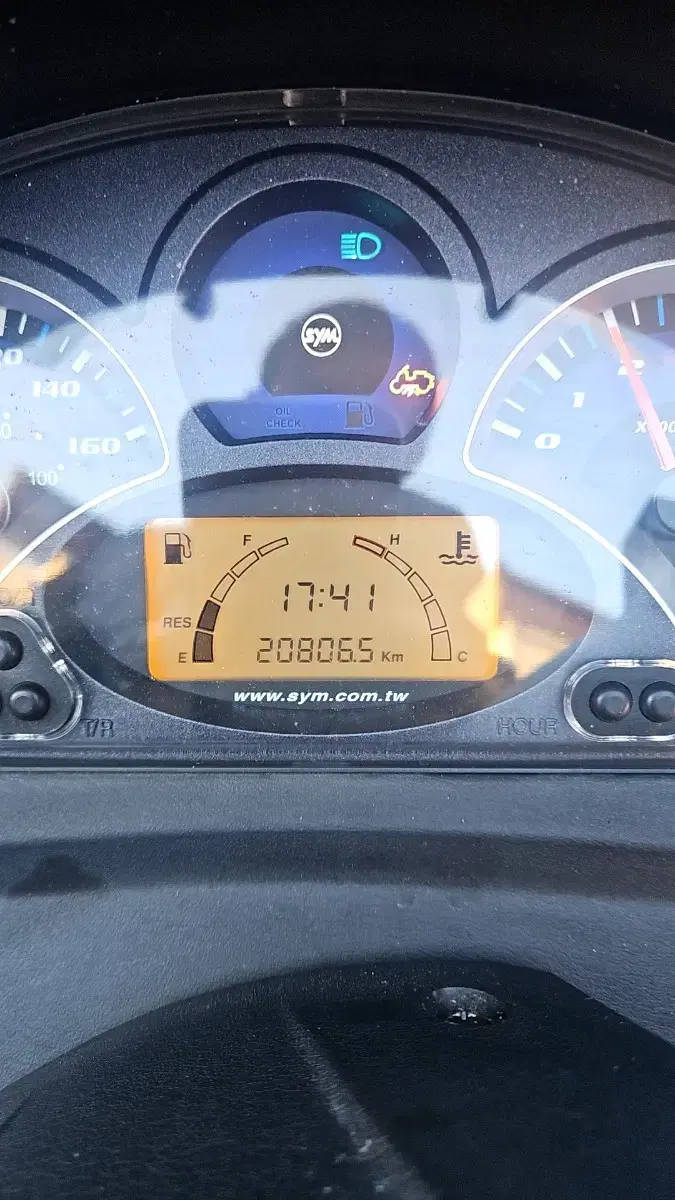 SYM
140
160
100
OIL
CHECK
0
1
2
F
H
17:41
RES
E
20806.5 Km
C
www.sym.com.tw
T/R
HOUR